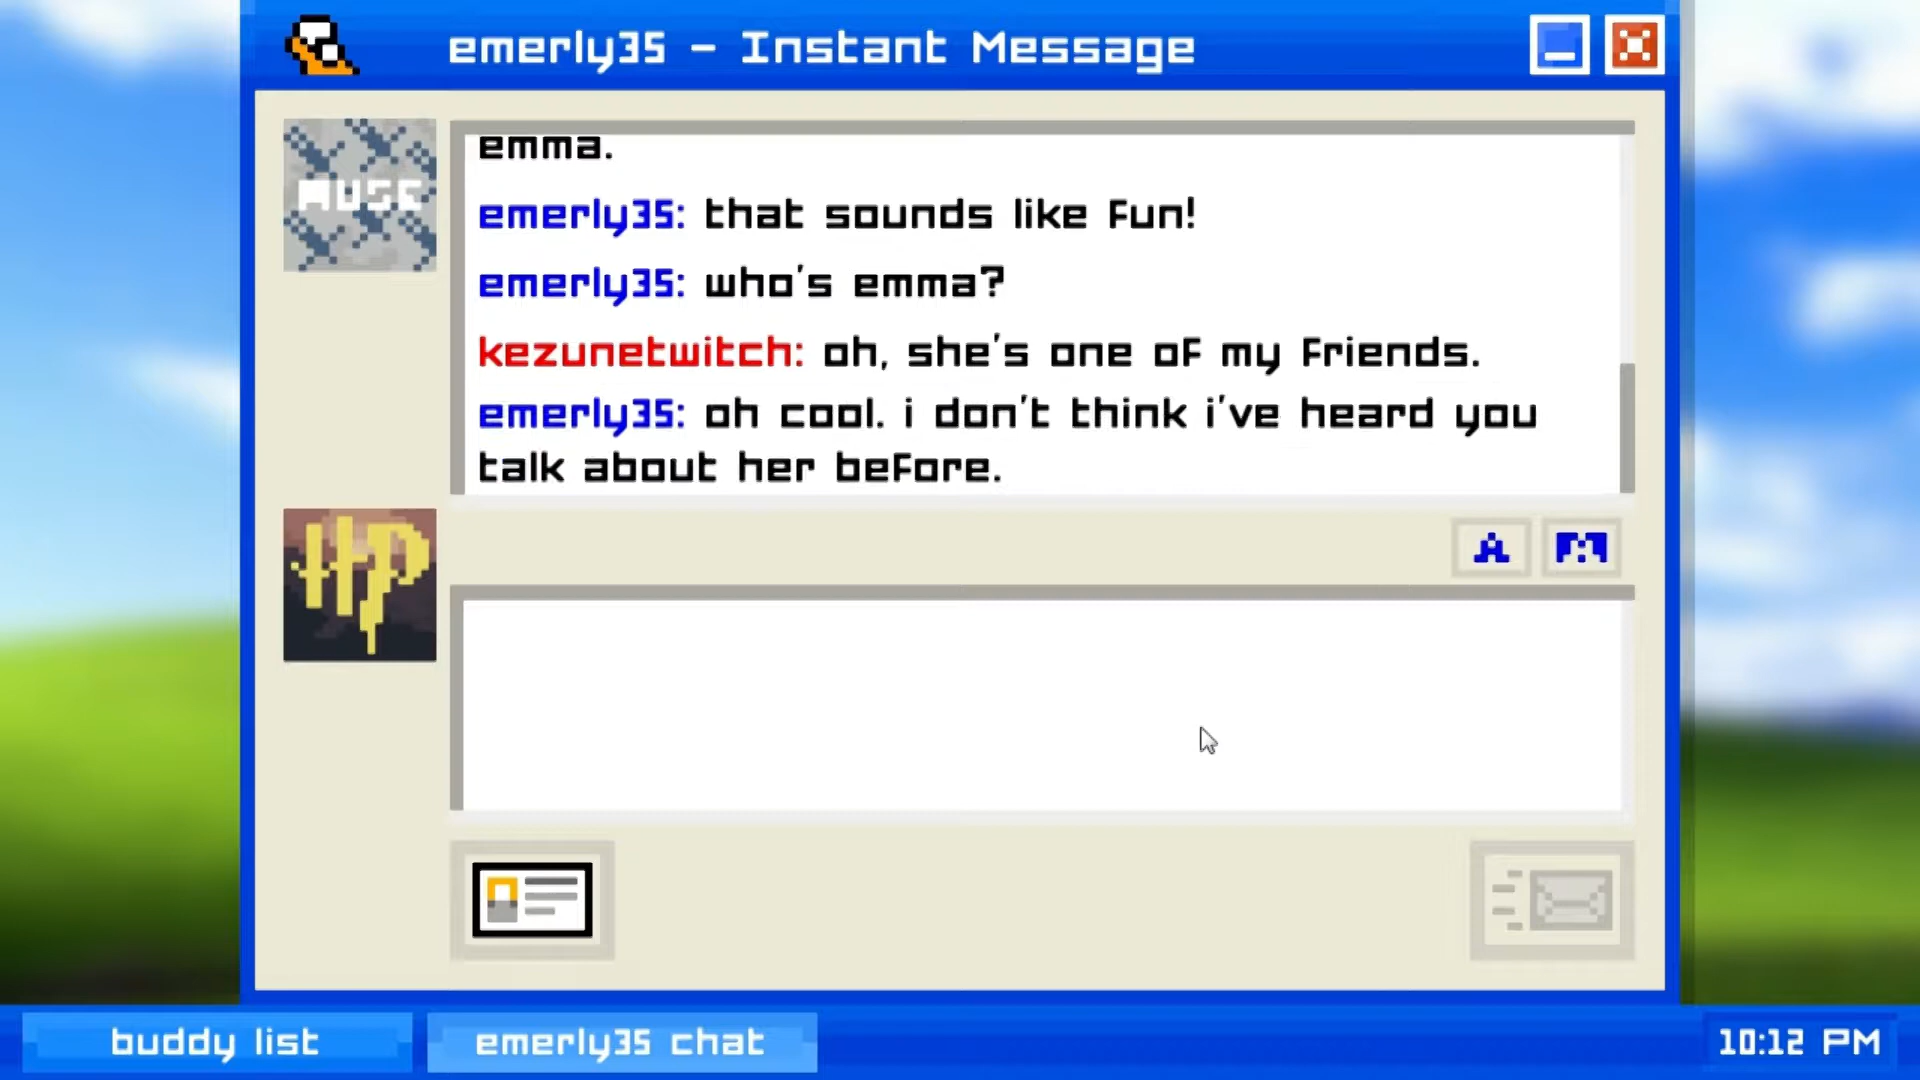 emerly35 - Instant Message
MUSE
emma.
emerly35: that sounds like fun!
emerly35: who's emma?
kezunetwitch: oh, she's one of my friends.
emerly35: oh cool. i don't think i've heard you
talk about her before.
HP
A
buddy list
emerly35 chat
10:12 PM